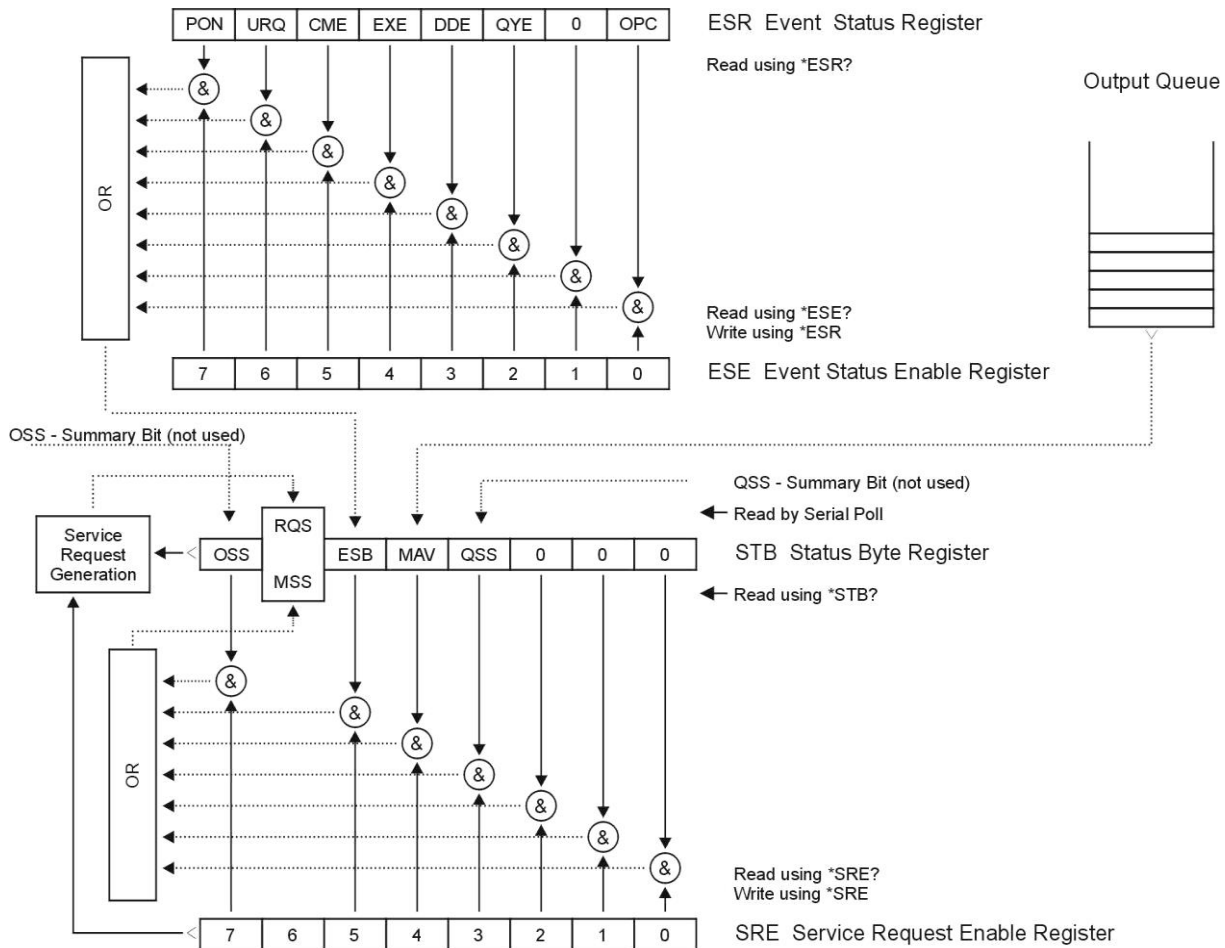 PON URQ CME EXE DDE QYE 0 OPC
ESR Event Status Register
Read using *ESR?
Output Queue
&
&
&
&
&
&
&
&
OR
Read using *ESE?
Write using *ESR
7 6 5 4 3 2 1 0
ESE Event Status Enable Register
OSS - Summary Bit (not used)
QSS - Summary Bit (not used)
Read by Serial Poll
Service
Request
Generation
RQS
OSS ESB MAV QSS 0 0 0
STB Status Byte Register
MSS
Read using *STB?
&
&
&
&
&
&
&
OR
Read using *SRE?
Write using *SRE
7 6 5 4 3 2 1 0
SRE Service Request Enable Register